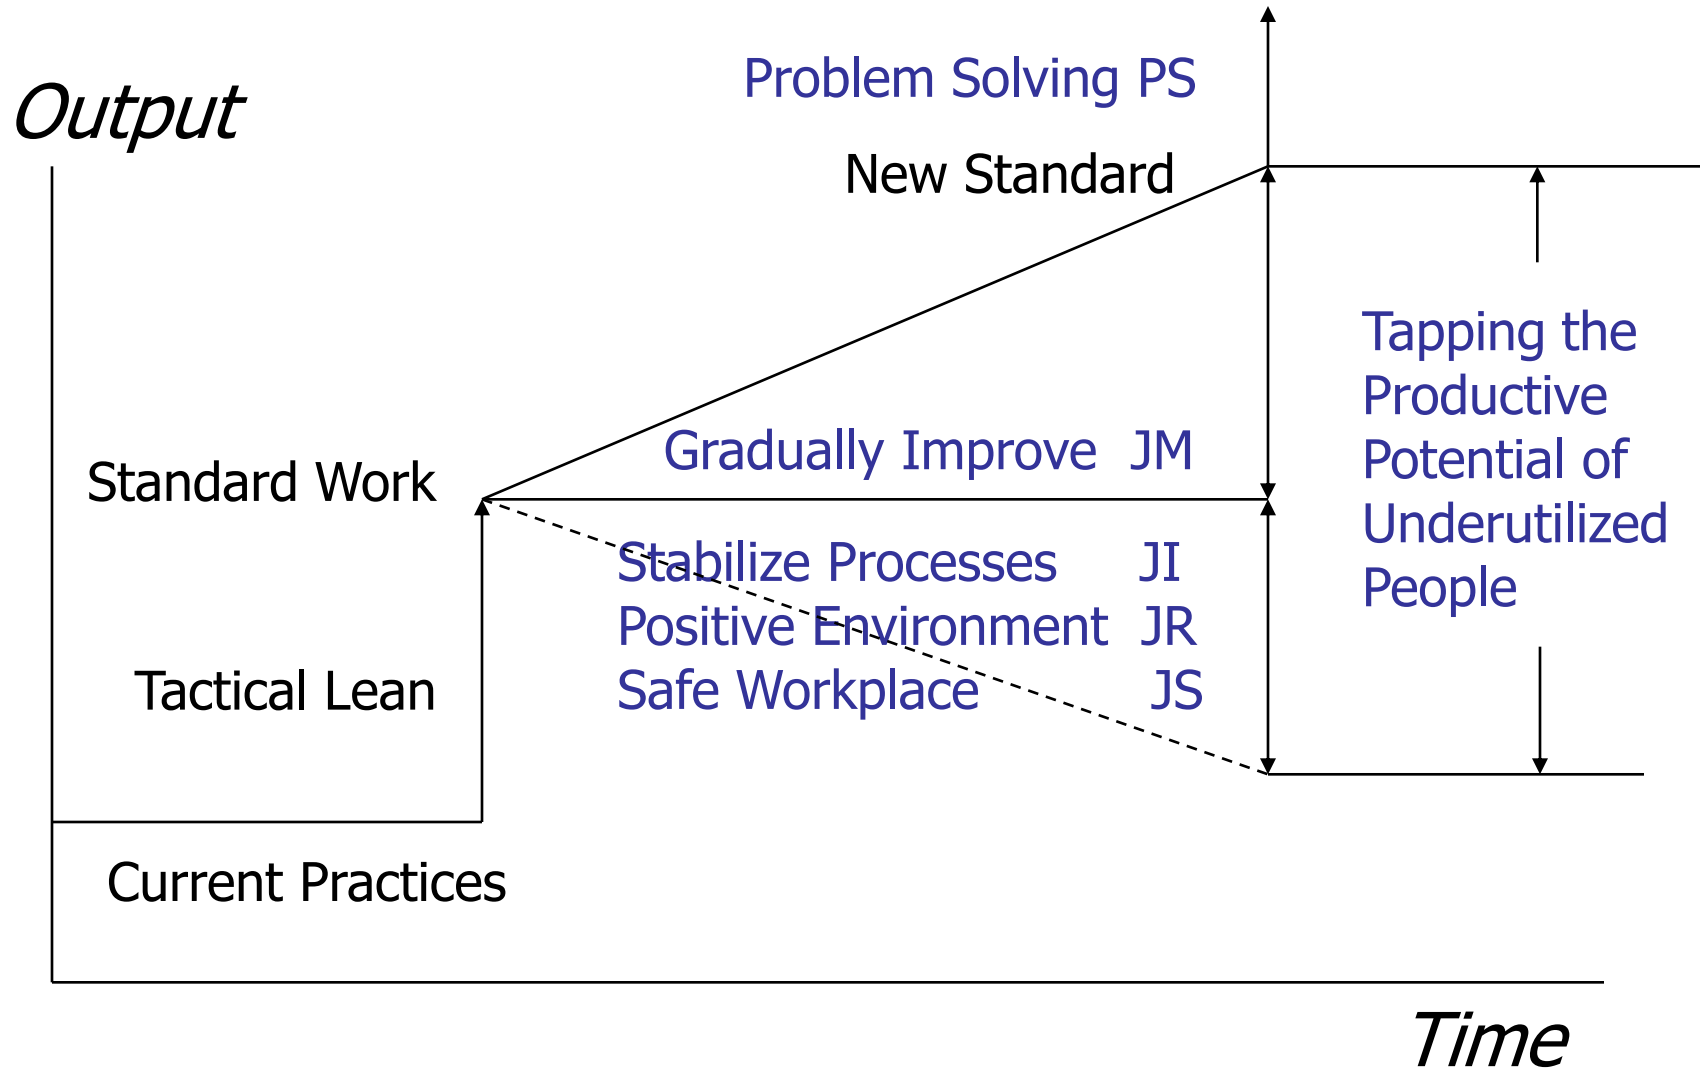 Problem Solving PS
Output
New Standard
Tapping the
Productive
Potential of
Underutilized
People
Gradually Improve JM
Standard Work
Stabilize Processes JI
Positive Environment JR
Safe Workplace JS
Tactical Lean
Current Practices
Time